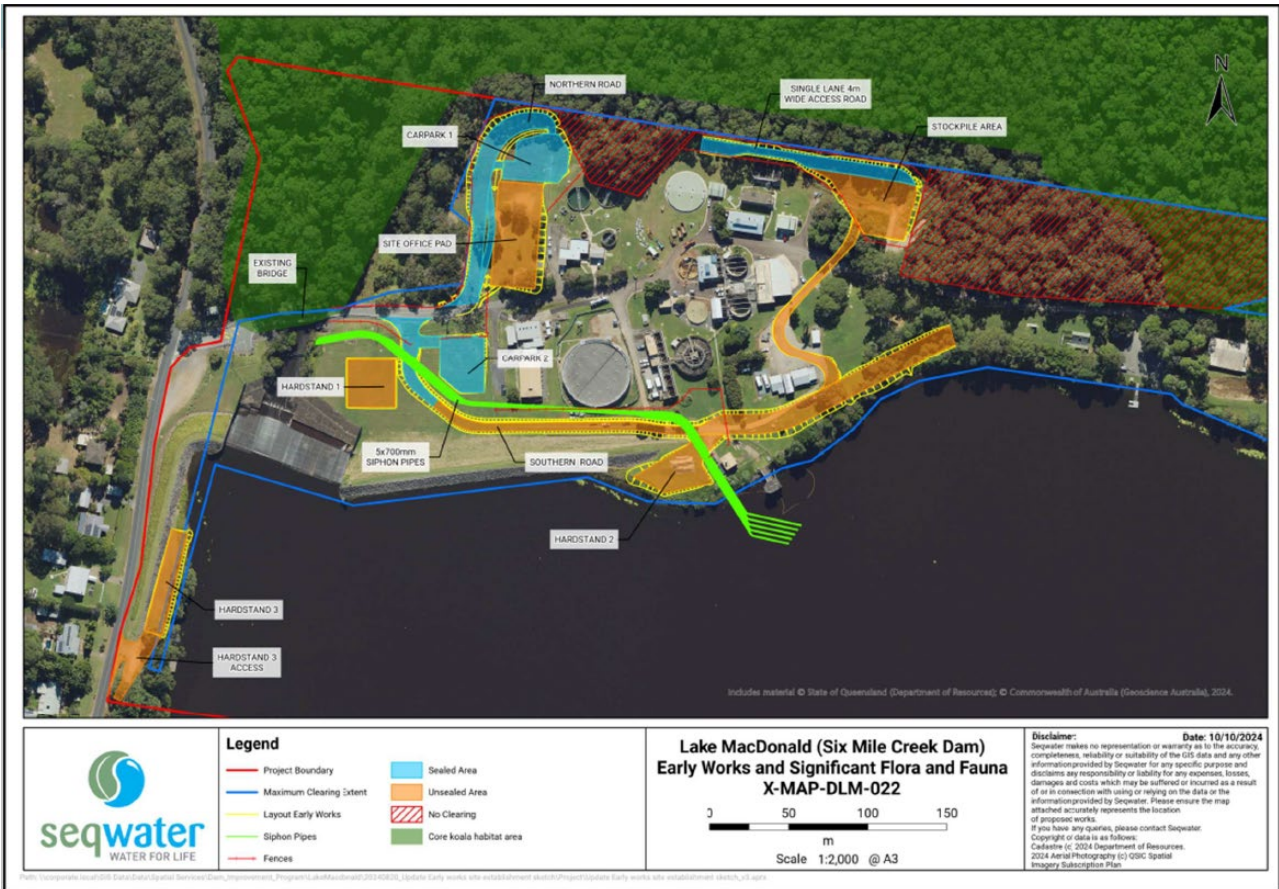 N
NORTHERN ROAD
SINGLE LANE 4m
WIDE ACCESS ROAD
CARPARK 1
STOCKPILE AREA
SITE OFFICE PAD
EXISTING
BRIDGE
CARPARK 2
HARDSTAND 1
5x700mm
SIPHON PIPES
SOUTHERN ROAD
HARDSTAND 2
HARDSTAND 3
HARDSTAND 3
ACCESS
Includes material © State of Queensland (Department of Resources); © Commonwealth of Australia (Geoscience Australia), 2024.
seqwater
WATER FOR LIFE
Legend
Project Boundary
Maximum Clearing Extent
Layout Early Works
Siphon Pipes
Fences
Sealed Area
Unsealed Area
No Clearing
Core koala habitat area
Lake MacDonald (Six Mile Creek Dam)
Early Works and Significant Flora and Fauna
X-MAP-DLM-022
0 50 100 150
m
Scale 1:2,000 @ A3
Disclaimer: Date: 10/10/2024
Seqwater makes no representation or warranty as to the accuracy,
completeness, reliability or suitability of the GIS data and any other
information provided by Seqwater for any specific purpose and
disclaims any responsibility or liability for any expenses, losses,
damages and costs which may be suffered or incurred as a result
of or in connection with using or relying on the data or the
information provided by Seqwater. Please ensure the map
attached accurately represents the location
of proposed works.
If you have any queries, please contact Seqwater.
Copyright of data is as follows:
Cadastre (c) 2024 Department of Resources.
2024 Aerial Photography (c) QSIC Spatial
Imagery Subscription Plan